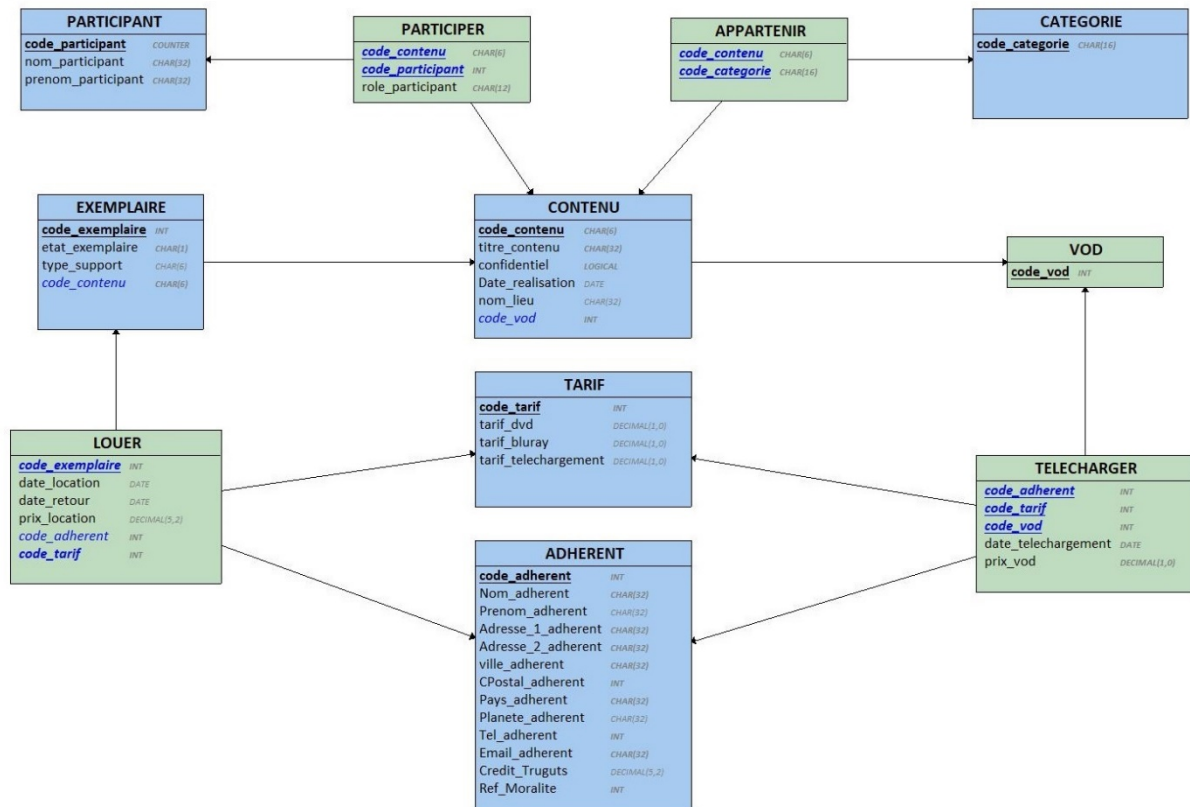 PARTICIPANT
code_participant COUNTER
nom_participant CHAR(32)
prenom_participant CHAR(32)
PARTICIPER
code_contenu CHAR(6)
code_participant INT
role_participant CHAR(12)
APPARTENIR
code_contenu CHAR(6)
code_categorie CHAR(16)
CATEGORIE
code_categorie CHAR(16)
EXEMPLAIRE
code_exemplaire INT
etat_exemplaire CHAR(1)
type_support CHAR(6)
code_contenu CHAR(6)
CONTENU
code_contenu CHAR(6)
titre_contenu CHAR(32)
confidentiel LOGICAL
Date_realisation DATE
nom_lieu CHAR(32)
code_vod INT
VOD
code_vod INT
TARIF
code_tarif INT
tarif_dvd DECIMAL(1,0)
tarif_bluray DECIMAL(1,0)
tarif_telechargement DECIMAL(1,0)
LOUER
code_exemplaire INT
date_location DATE
date_retour DATE
prix_location DECIMAL(5,2)
code_adherent INT
code_tarif INT
TELECHARGER
code_adherent INT
code_tarif INT
code_vod INT
date_telechargement DATE
prix_vod DECIMAL(1,0)
ADHERENT
code_adherent INT
Nom_adherent CHAR(32)
Prenom_adherent CHAR(32)
Adresse_1_adherent CHAR(32)
Adresse_2_adherent CHAR(32)
ville_adherent CHAR(32)
CPostal_adherent INT
Pays_adherent CHAR(32)
Planete_adherent CHAR(32)
Tel_adherent INT
Email_adherent CHAR(32)
Credit_Truguts DECIMAL(5,2)
Ref_Moralite INT